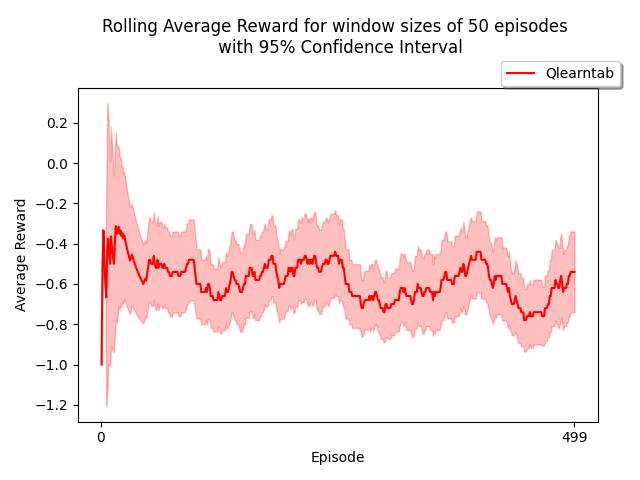 Rolling Average Reward for window sizes of 50 episodes
with 95% Confidence Interval
Qlearntab
Average Reward
0.2
0.0
−0.2
−0.4
−0.6
−0.8
−1.0
−1.2
0
499
Episode